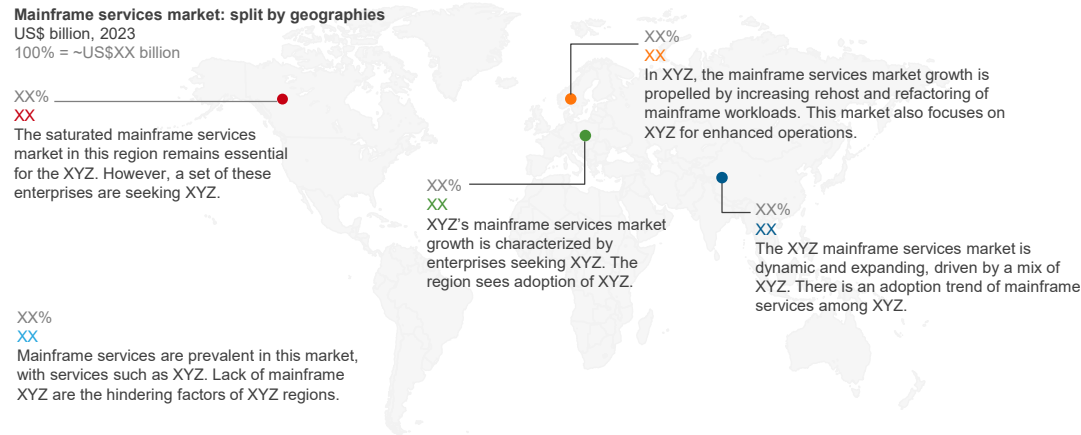 Mainframe services market: split by geographies
US$ billion, 2023
100% = ~US$XX billion
XX%
XX
The saturated mainframe services
market in this region remains essential
for the XYZ. However, a set of these
enterprises are seeking XYZ.
XX%
XX
In XYZ, the mainframe services market growth is
propelled by increasing rehost and refactoring of
mainframe workloads. This market also focuses on
XYZ for enhanced operations.
XX%
XX
XYZ’s mainframe services market
growth is characterized by
enterprises seeking XYZ. The
region sees adoption of XYZ.
XX%
XX
The XYZ mainframe services market is
dynamic and expanding, driven by a mix of
XYZ. There is an adoption trend of mainframe
services among XYZ.
XX%
XX
Mainframe services are prevalent in this market,
with services such as XYZ. Lack of mainframe
XYZ are the hindering factors of XYZ regions.